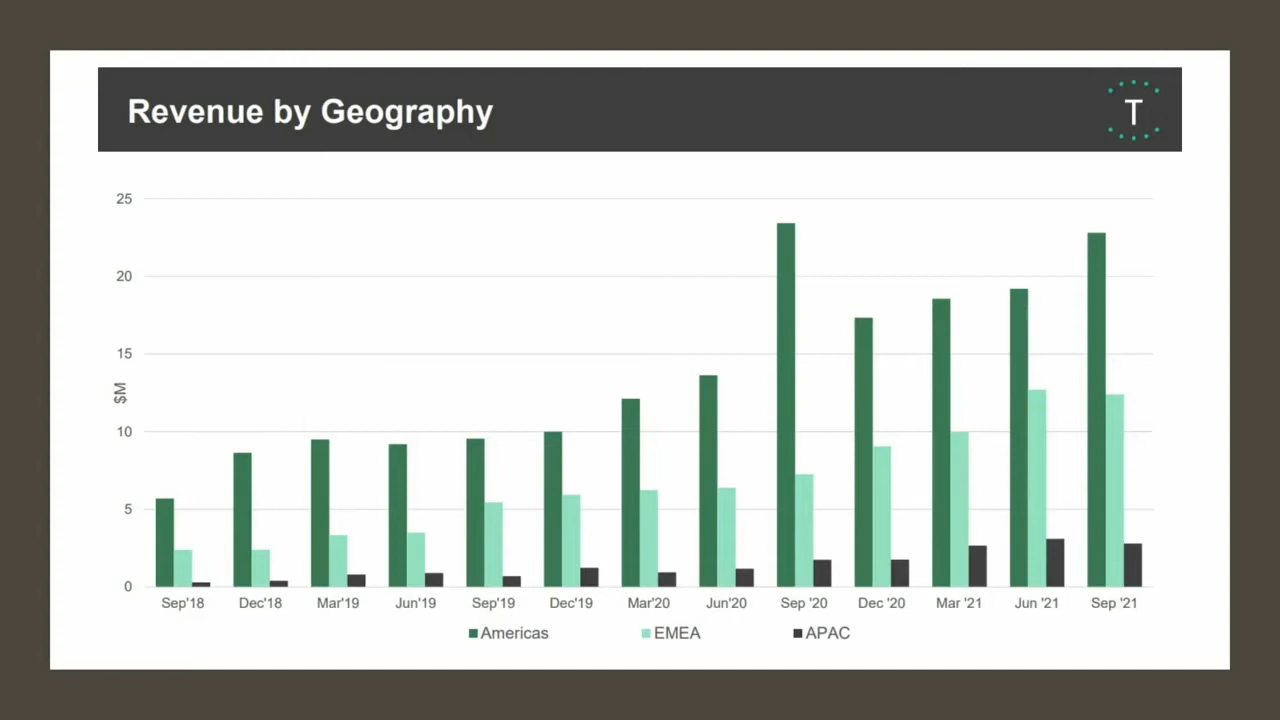 Revenue by Geography
T
25
20
15
10
5
0
$M
Sep'18 Dec'18 Mar'19 Jun'19 Sep'19 Dec'19 Mar'20 Jun'20 Sep '20 Dec '20 Mar '21 Jun '21 Sep '21
Americas EMEA APAC